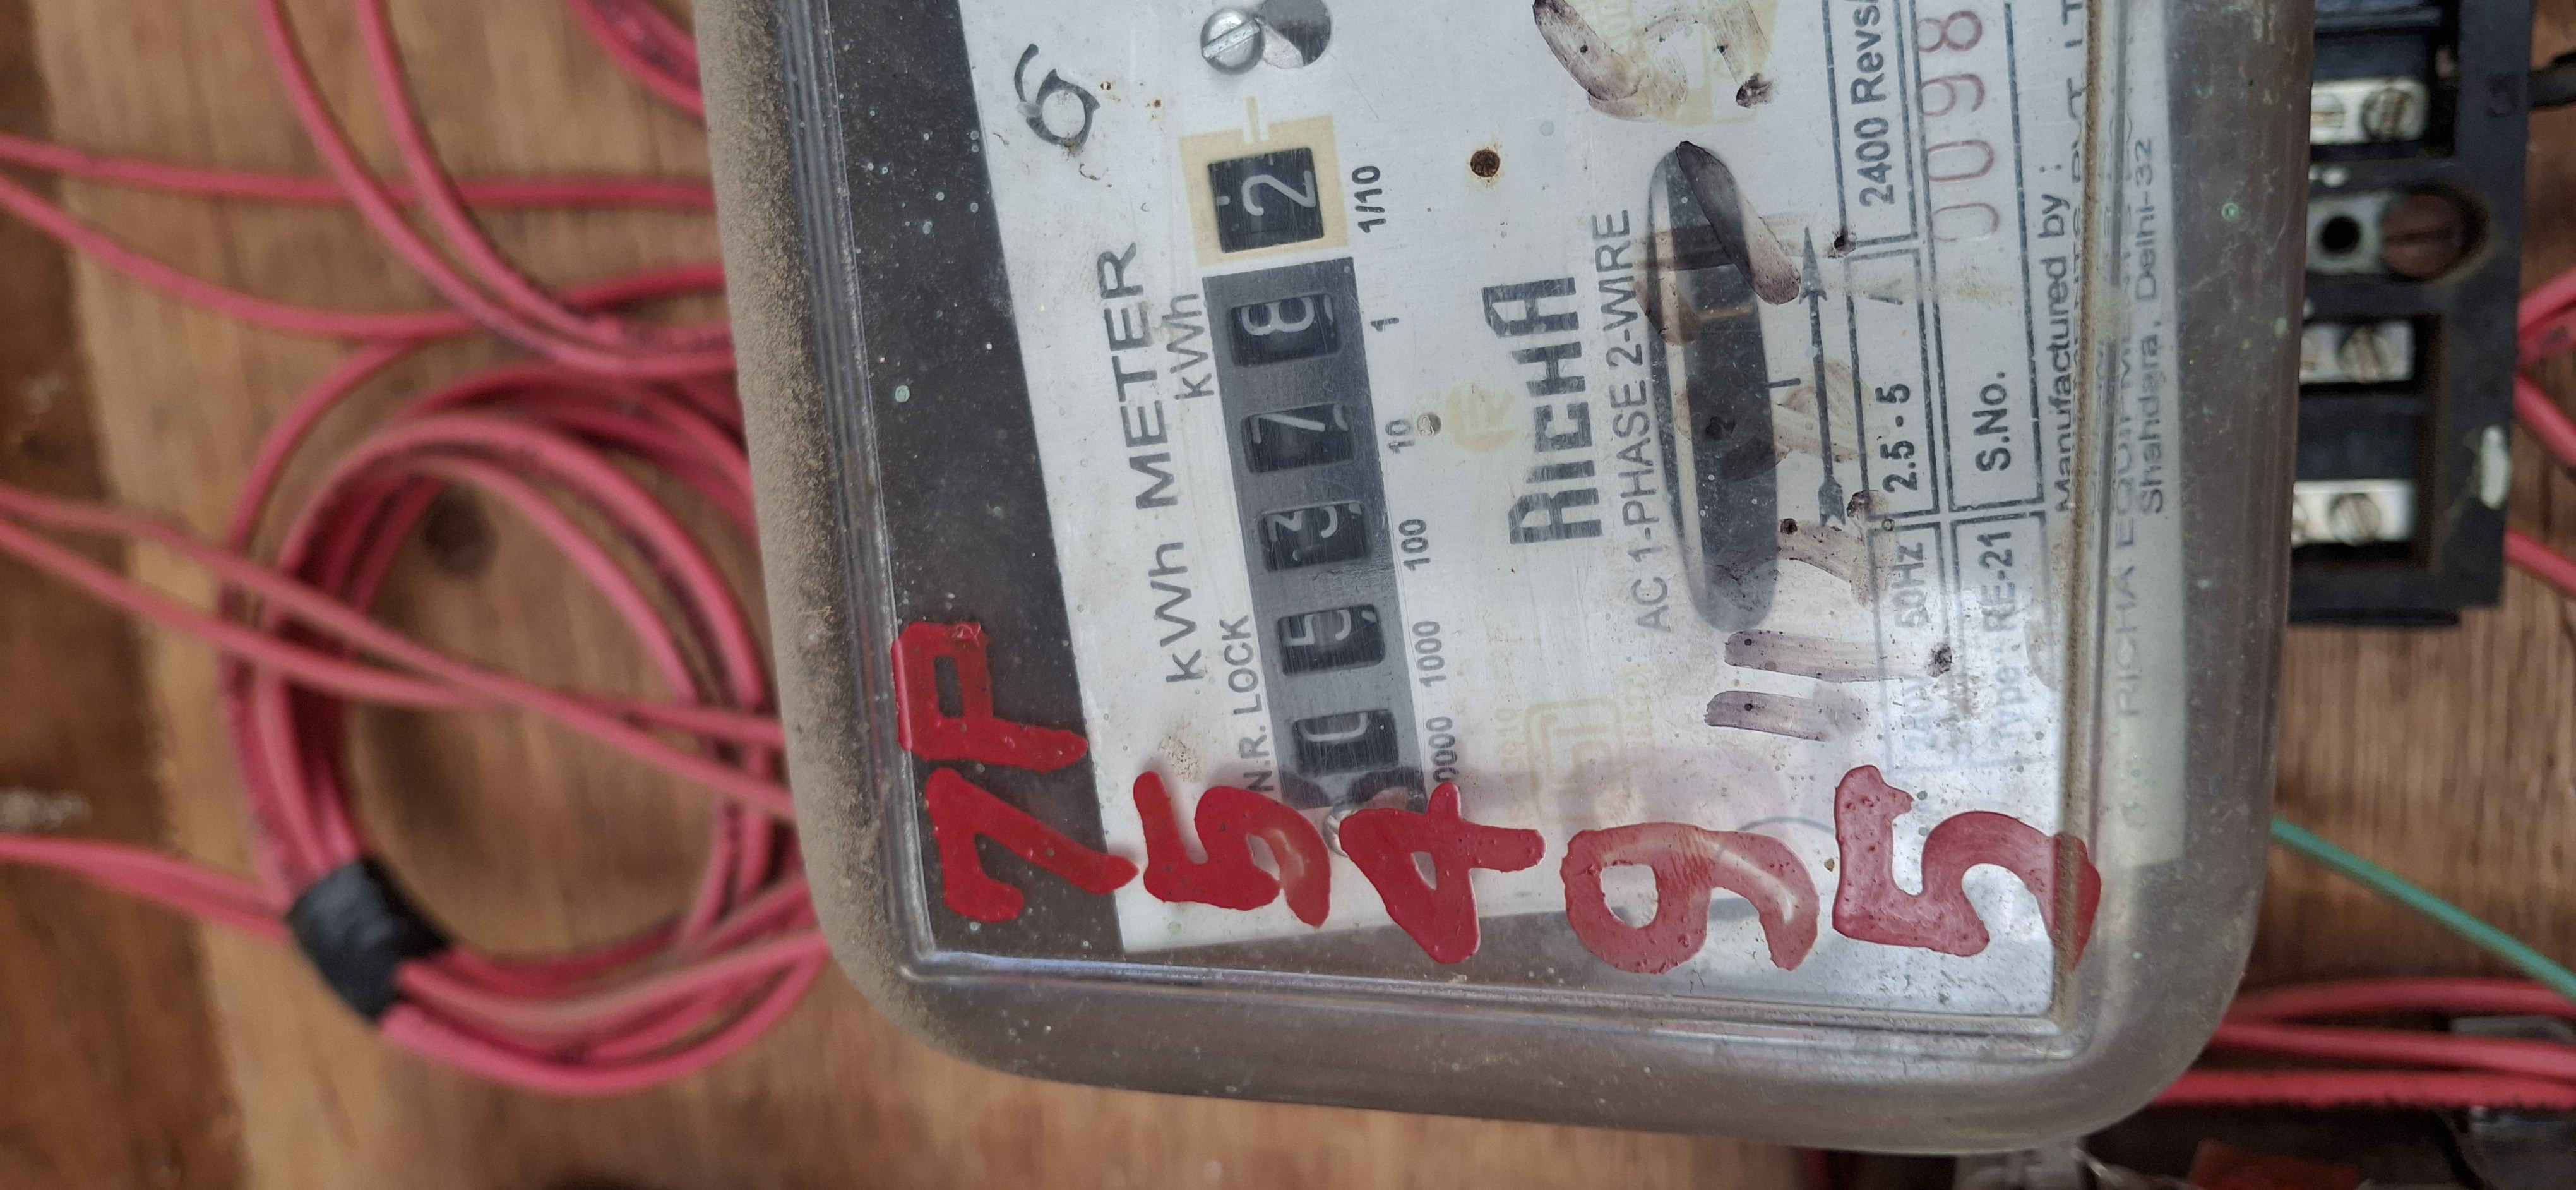 6
kWh METER
kWh
N.R. LOCK
0 5 3 7 8 2
1000 100 10 1 1/10
RICHA
AC 1-PHASE 2-WIRE
50Hz 2.5 - 5 2400 Revs/
Type : RE-21 S.No. 0098
Manufactured by :
Shahdara, Delhi-32
7P
75495